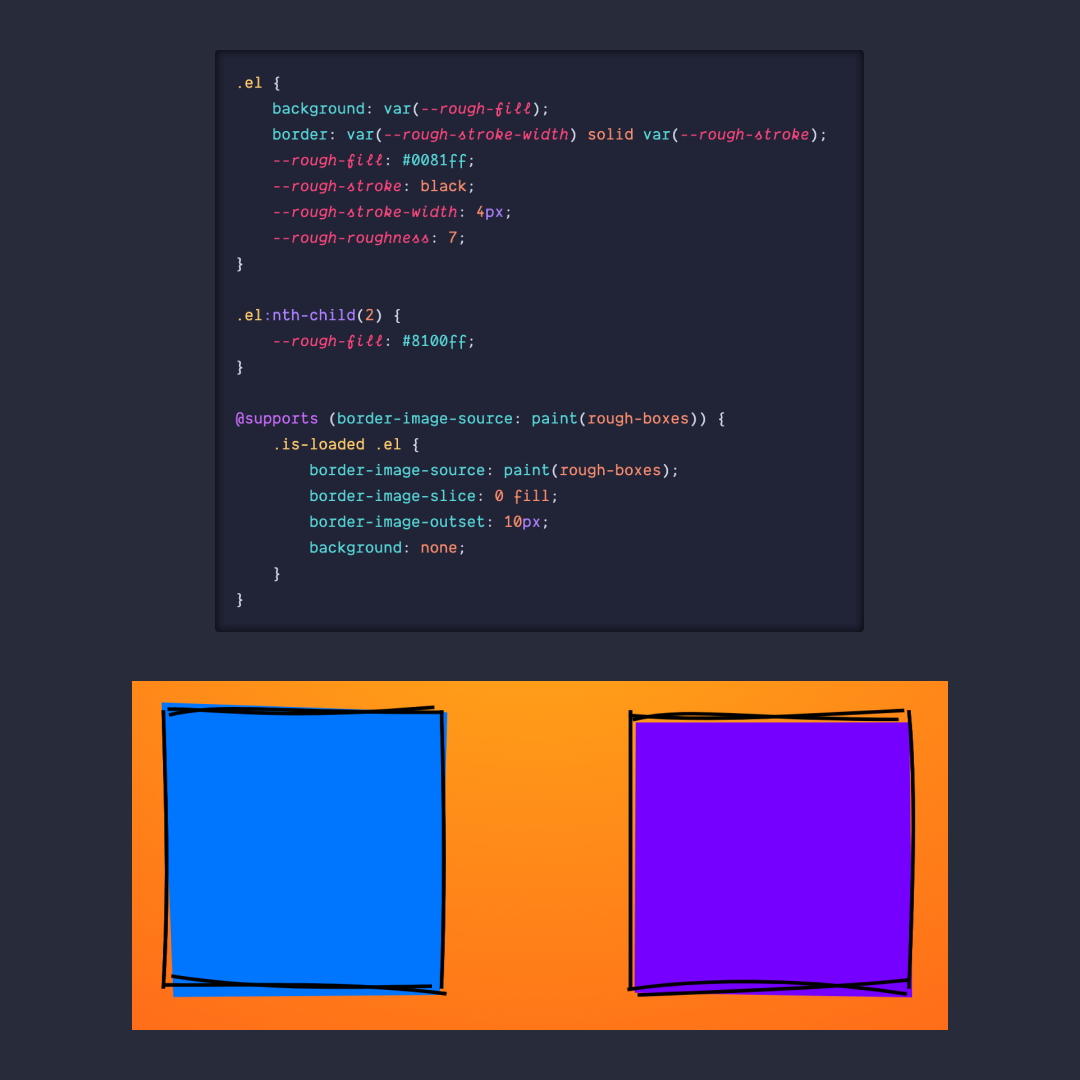 .el {
    background: var(--rough-fill);
    border: var(--rough-stroke-width) solid var(--rough-stroke);
    --rough-fill: #0081ff;
    --rough-stroke: black;
    --rough-stroke-width: 4px;
    --rough-roughness: 7;
}

.el:nth-child(2) {
    --rough-fill: #8100ff;
}

@supports (border-image-source: paint(rough-boxes)) {
    .is-loaded .el {
        border-image-source: paint(rough-boxes);
        border-image-slice: 0 fill;
        border-image-outset: 10px;
        background: none;
    }
}